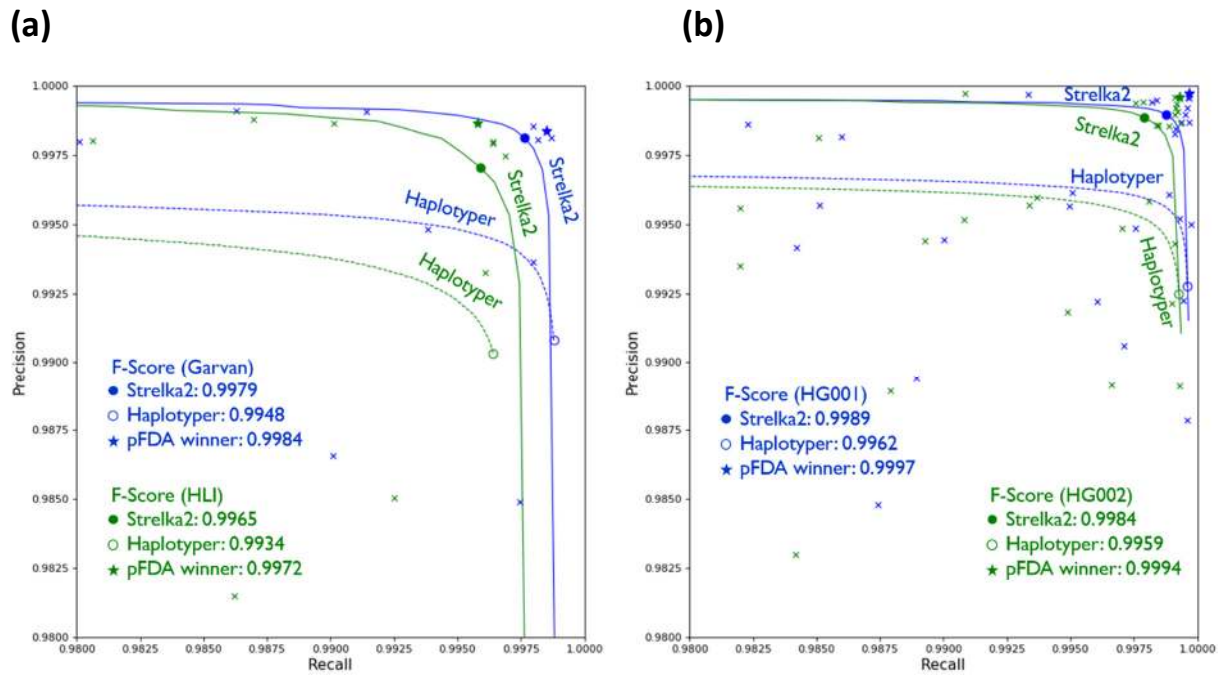 (a)
1.0000
0.9975
0.9950
0.9925
0.9900
0.9875
0.9850
0.9825
0.9800
Precision
Haplotyper
Haplotyper
Strelka2
Strelka2
F-Score (Garvan)
Strelka2: 0.9979
Haplotyper: 0.9948
pFDA winner: 0.9984
F-Score (HLI)
Strelka2: 0.9965
Haplotyper: 0.9934
pFDA winner: 0.9972
0.9800 0.9825 0.9850 0.9875 0.9900 0.9925 0.9950 0.9975 1.0000
Recall
(b)
1.0000
0.9975
0.9950
0.9925
0.9900
0.9875
0.9850
0.9825
0.9800
Precision
Strelka2
Strelka2
Haplotyper
Haplotyper
F-Score (HG001)
Strelka2: 0.9989
Haplotyper: 0.9962
pFDA winner: 0.9997
F-Score (HG002)
Strelka2: 0.9984
Haplotyper: 0.9959
pFDA winner: 0.9994
0.9800 0.9825 0.9850 0.9875 0.9900 0.9925 0.9950 0.9975 1.0000
Recall